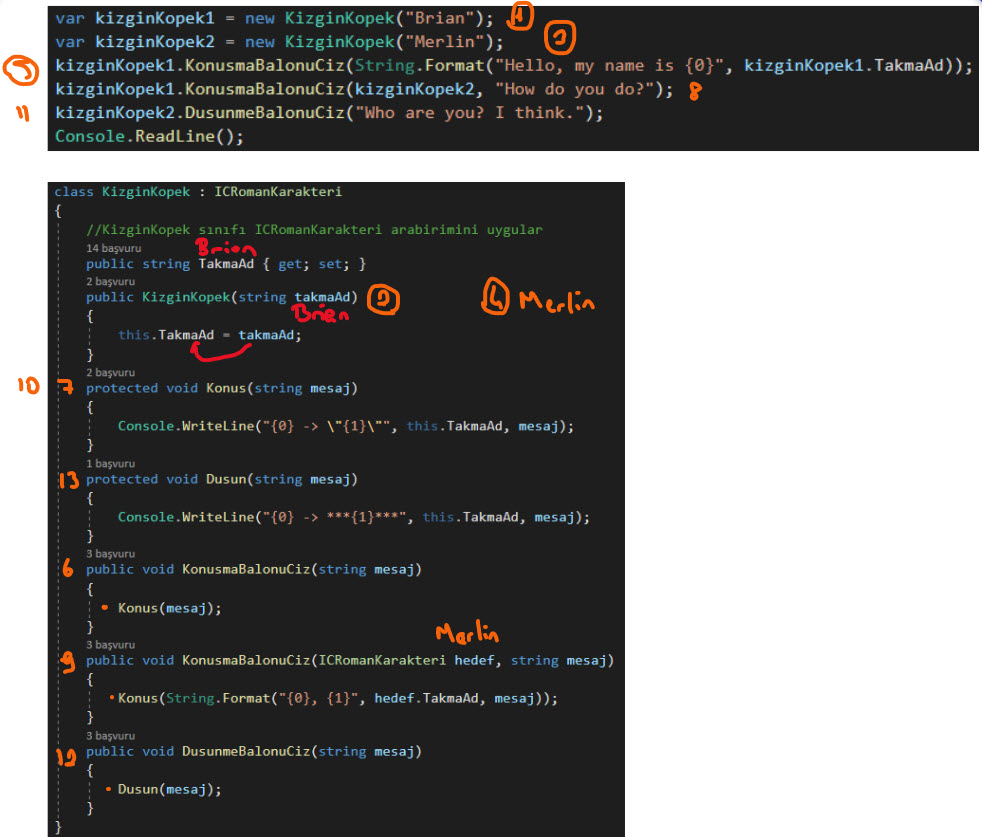 var kizginKopek1 = new KizginKopek("Brian"); 1
var kizginKopek2 = new KizginKopek("Merlin"); 3
5 kizginKopek1.KonusmaBalonuCiz(String.Format("Hello, my name is {0}", kizginKopek1.TakmaAd));
kizginKopek1.KonusmaBalonuCiz(kizginKopek2, "How do you do?"); 8
11 kizginKopek2.DusunmeBalonuCiz("Who are you? I think.");
Console.ReadLine();
class KizginKopek : ICRomanKarakteri
{
//KizginKopek sınıfı ICRomanKarakteri arabirimini uygular
14 başvuru
Brien
public string TakmaAd { get; set; }
2 başvuru
public KizginKopek(string takmaAd) 2 4 Merlin
Brien
{
this.TakmaAd = takmaAd;
}
2 başvuru
10 7 protected void Konus(string mesaj)
{
Console.WriteLine("{0} -> \"{1}\"", this.TakmaAd, mesaj);
}
1 başvuru
13 protected void Dusun(string mesaj)
{
Console.WriteLine("{0} -> ***{1}***", this.TakmaAd, mesaj);
}
3 başvuru
6 public void KonusmaBalonuCiz(string mesaj)
{
Konus(mesaj);
}
Merlin
3 başvuru
9 public void KonusmaBalonuCiz(ICRomanKarakteri hedef, string mesaj)
{
Konus(String.Format("{0}, {1}", hedef.TakmaAd, mesaj));
}
3 başvuru
12 public void DusunmeBalonuCiz(string mesaj)
{
Dusun(mesaj);
}
}